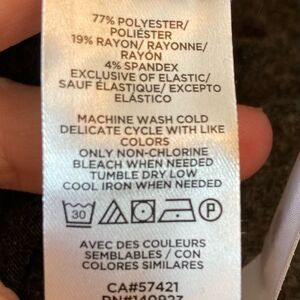 77% POLYESTER/
POLIÉSTER
19% RAYON/ RAYONNE/
RAYÓN
4% SPANDEX
EXCLUSIVE OF ELASTIC/
SAUF ÉLASTIQUE/ EXCEPTO
ELÁSTICO
MACHINE WASH COLD
DELICATE CYCLE WITH LIKE
COLORS
ONLY NON-CHLORINE
BLEACH WHEN NEEDED
TUMBLE DRY LOW
COOL IRON WHEN NEEDED
30 P
AVEC DES COULEURS
SEMBLABLES / CON
COLORES SIMILARES
CA#57421
RN#140923